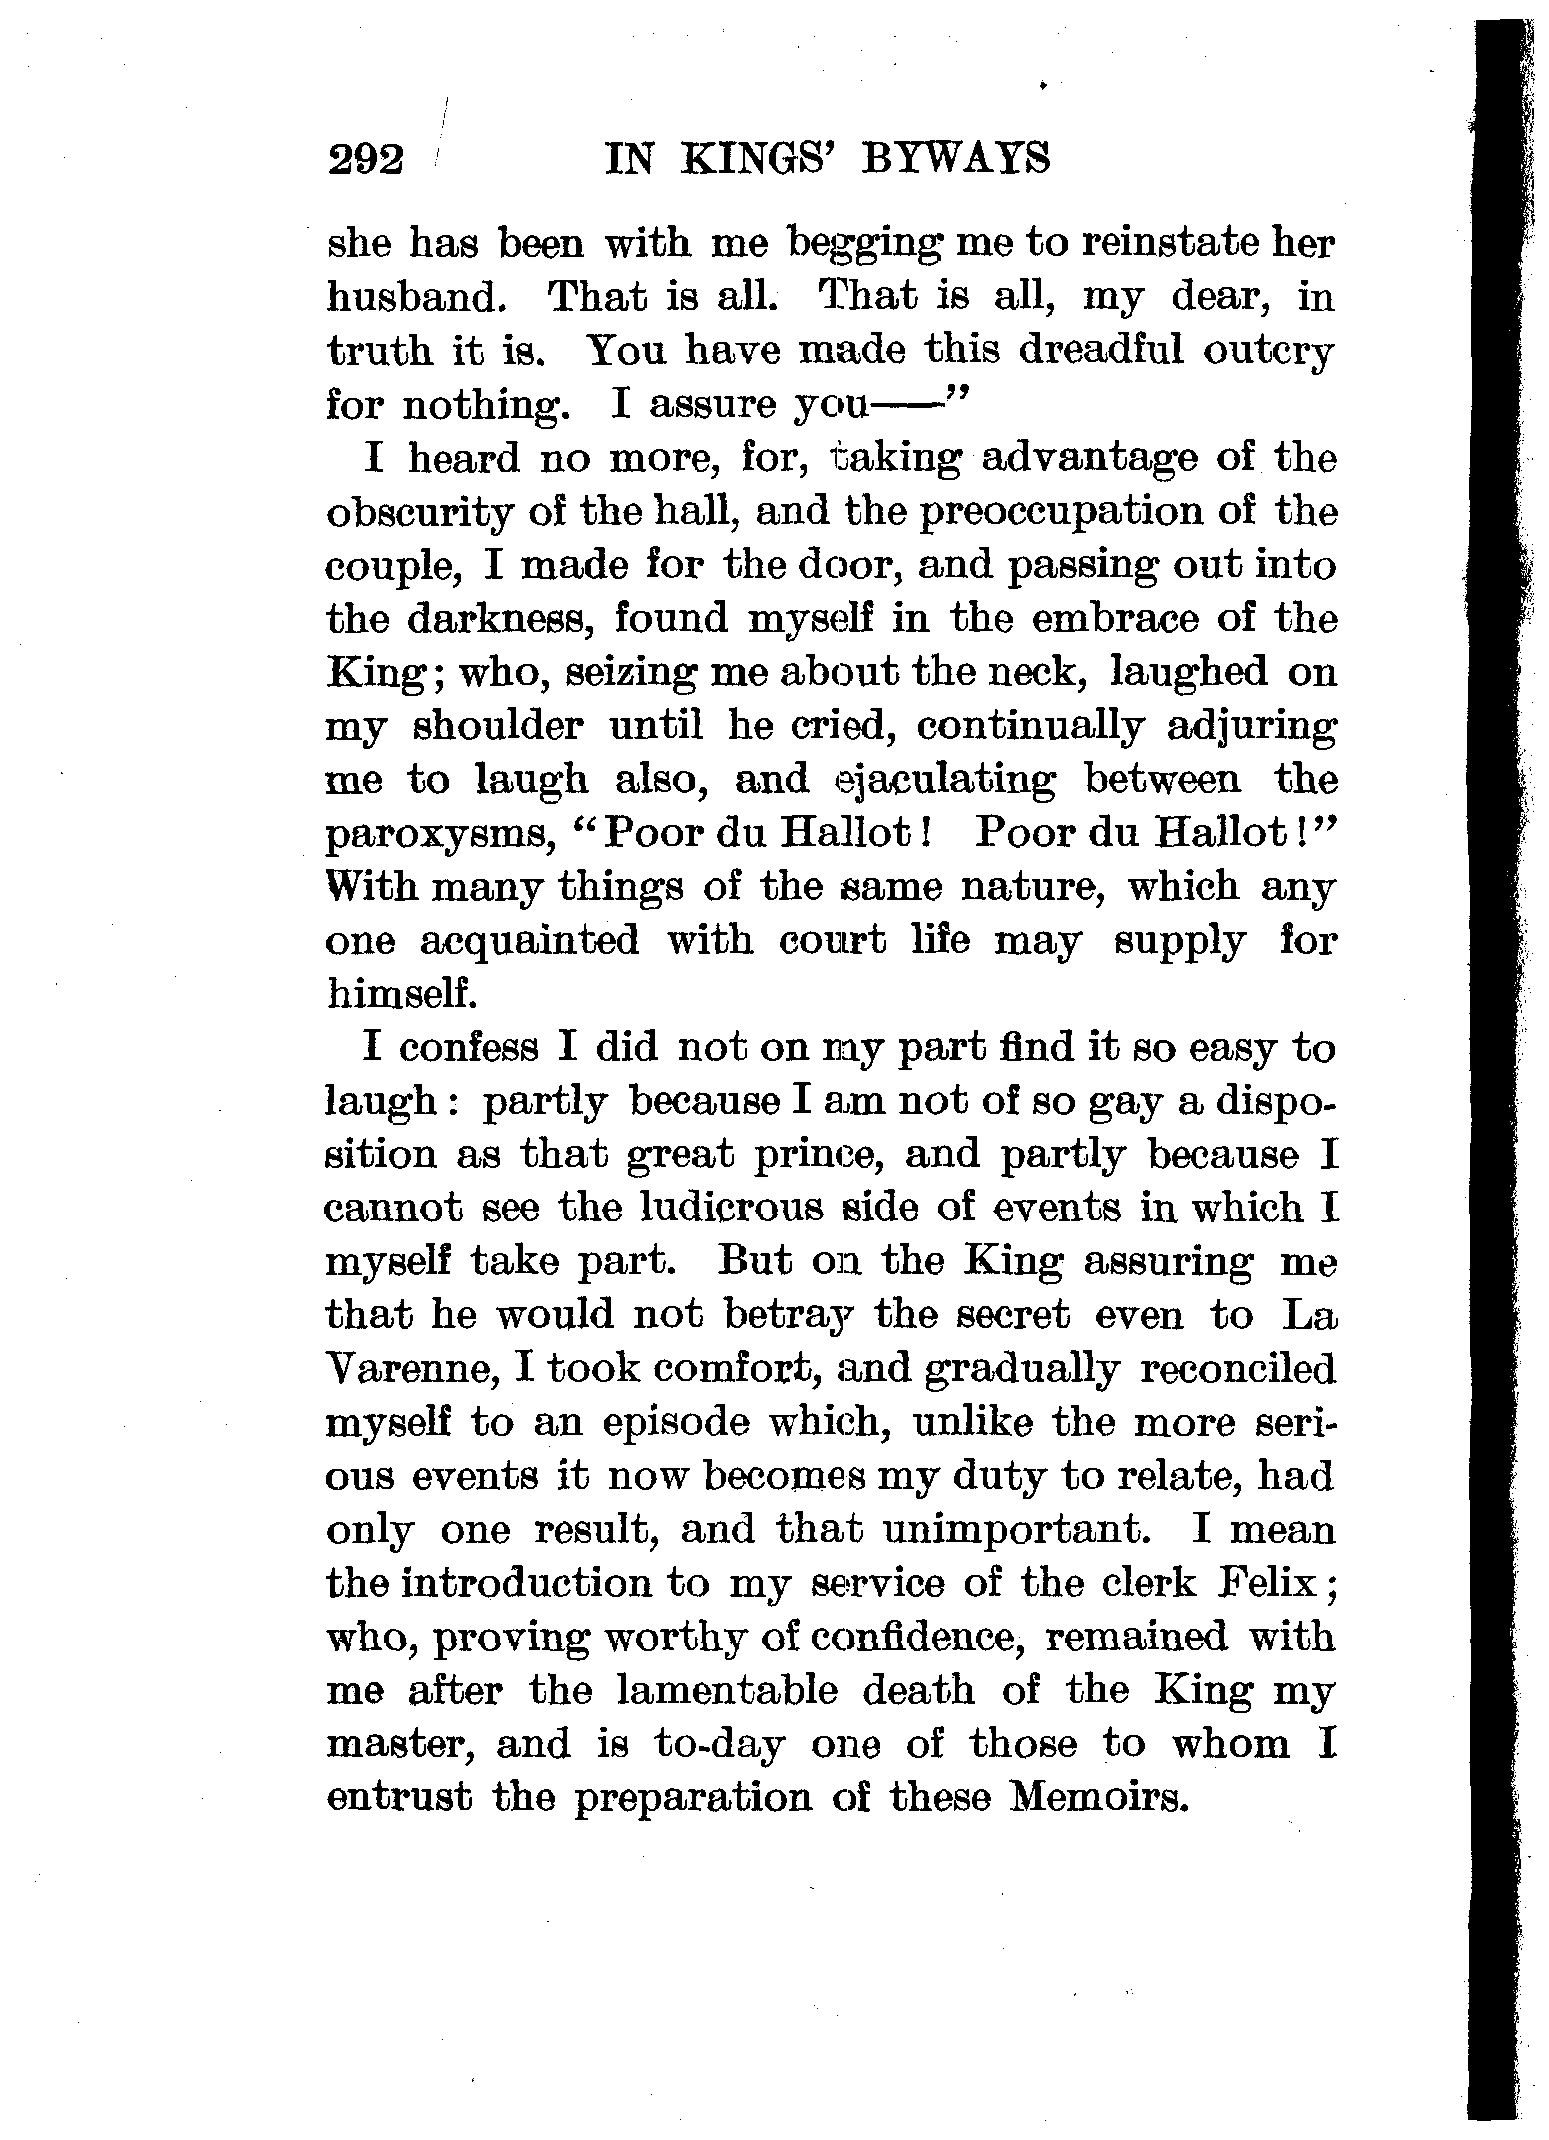 292 IN KINGS' BYWAYS
she has been with me begging me to reinstate her
husband. That is all. That is all, my dear, in
truth it is. You have made this dreadful outcry
for nothing. I assure you——"
I heard no more, for, taking advantage of the
obscurity of the hall, and the preoccupation of the
couple, I made for the door, and passing out into
the darkness, found myself in the embrace of the
King; who, seizing me about the neck, laughed on
my shoulder until he cried, continually adjuring
me to laugh also, and ejaculating between the
paroxysms, "Poor du Hallot! Poor du Hallot!"
With many things of the same nature, which any
one acquainted with court life may supply for
himself.
I confess I did not on my part find it so easy to
laugh: partly because I am not of so gay a dispo-
sition as that great prince, and partly because I
cannot see the ludicrous side of events in which I
myself take part. But on the King assuring me
that he would not betray the secret even to La
Varenne, I took comfort, and gradually reconciled
myself to an episode which, unlike the more seri-
ous events it now becomes my duty to relate, had
only one result, and that unimportant. I mean
the introduction to my service of the clerk Felix;
who, proving worthy of confidence, remained with
me after the lamentable death of the King my
master, and is to-day one of those to whom I
entrust the preparation of these Memoirs.